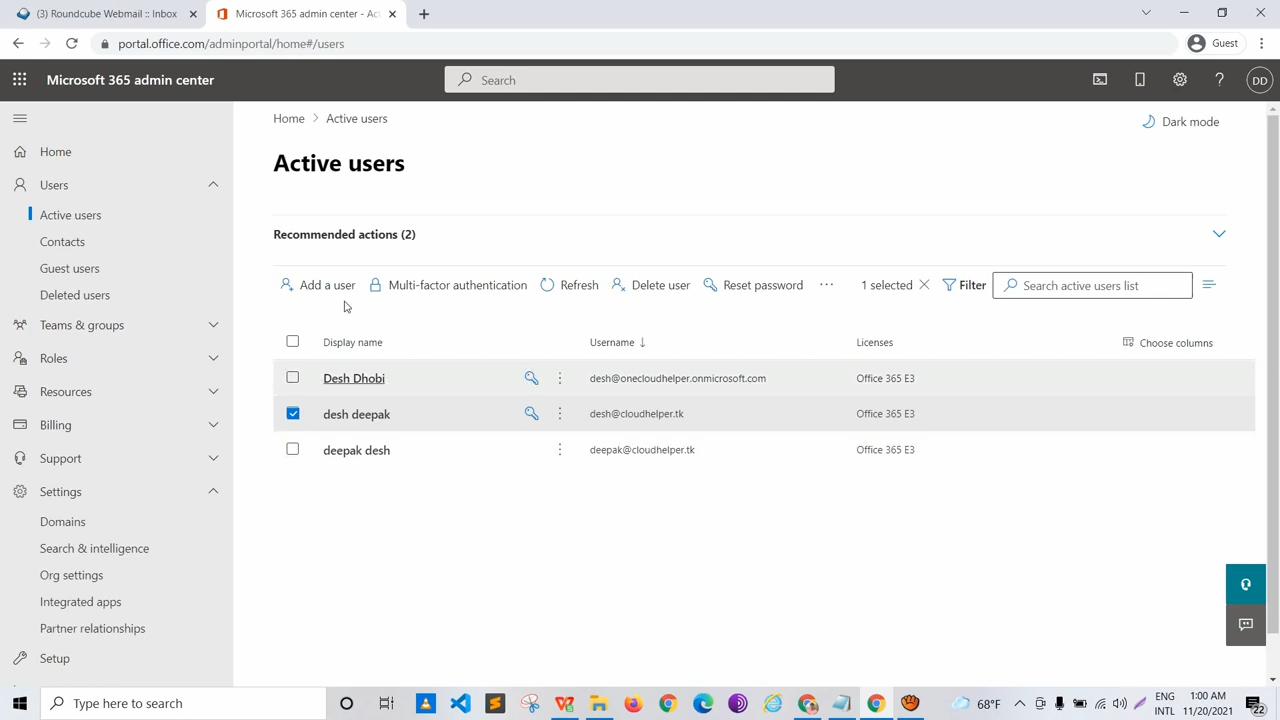 (3) Roundcube Webmail :: Inbox
Microsoft 365 admin center - Ac
portal.office.com/adminportal/home#/users
Guest
Microsoft 365 admin center
Search
DD
Home
Users
Active users
Contacts
Guest users
Deleted users
Teams & groups
Roles
Resources
Billing
Support
Settings
Domains
Search & intelligence
Org settings
Integrated apps
Partner relationships
Setup
Home > Active users
Dark mode
Active users
Recommended actions (2)
Add a user Multi-factor authentication Refresh Delete user Reset password ... 1 selected Filter Search active users list
Display name Username ↓ Licenses Choose columns
Desh Dhobi desh@onecloudhelper.onmicrosoft.com Office 365 E3
desh deepak desh@cloudhelper.tk Office 365 E3
deepak desh deepak@cloudhelper.tk Office 365 E3
Type here to search
68°F
ENG
INTL
1:00 AM
11/20/2021
22